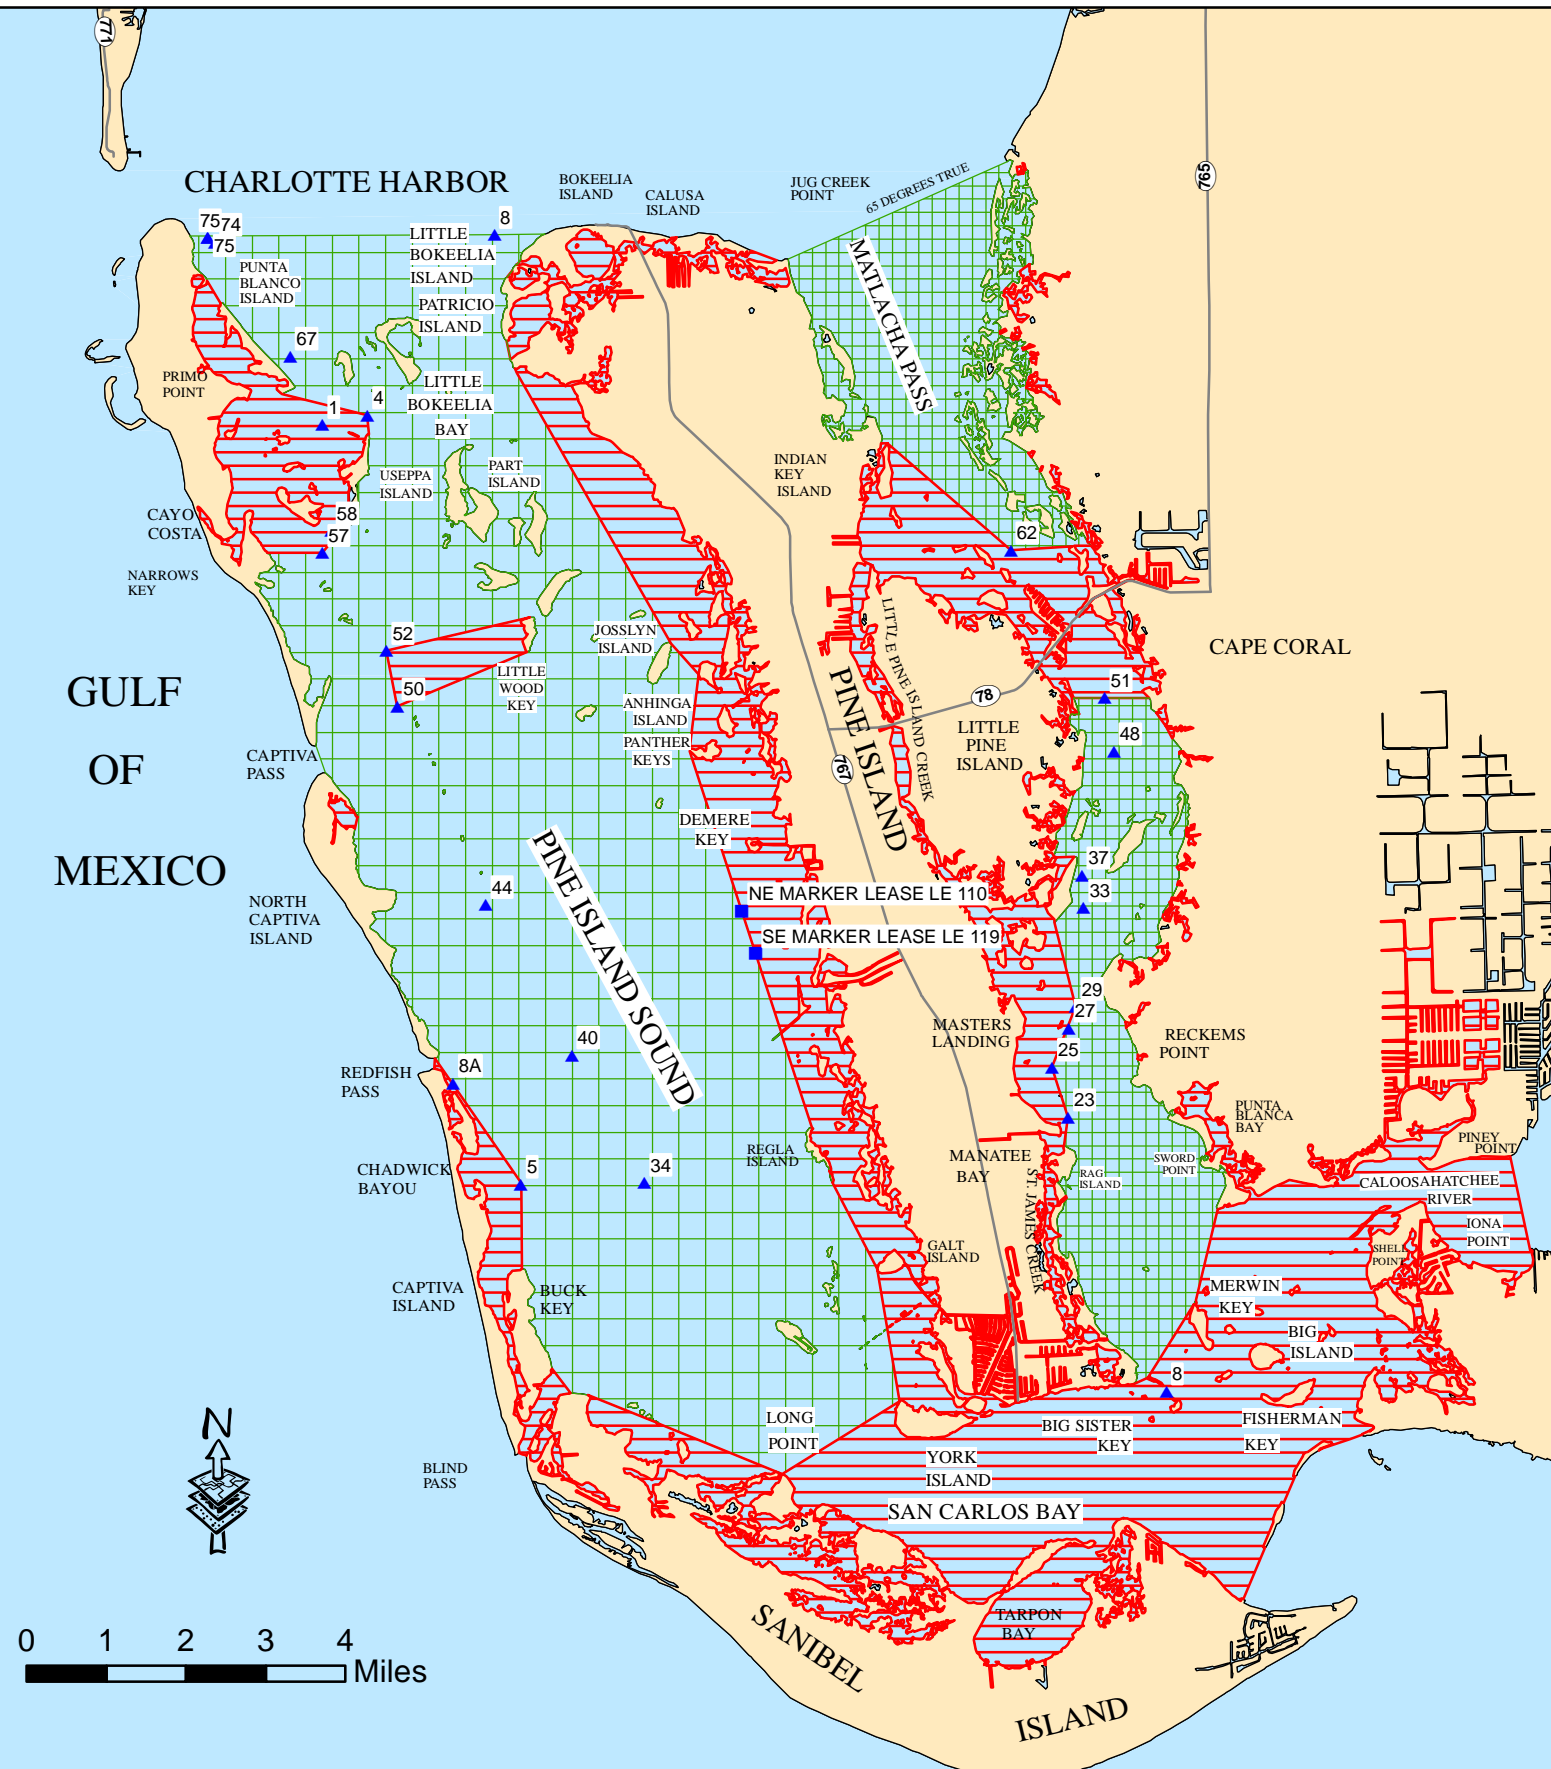 771
CHARLOTTE HARBOR
BOKEELIA
ISLAND
CALUSA
ISLAND
JUG CREEK
POINT
65 DEGREES TRUE
765
75
74
75
8
LITTLE
BOKEELIA
ISLAND
PUNTA
BLANCO
ISLAND
PATRICIO
ISLAND
MATLACHA PASS
67
PRIMO
POINT
LITTLE
BOKEELIA
BAY
1
4
INDIAN
KEY
ISLAND
USEPPA
ISLAND
PART
ISLAND
CAYO
COSTA
58
57
62
NARROWS
KEY
52
JOSSLYN
ISLAND
LITTLE PINE ISLAND CREEK
CAPE CORAL
GULF
OF
MEXICO
50
LITTLE
WOOD
KEY
ANHINGA
ISLAND
PANTHER
KEYS
PINE ISLAND
78
51
LITTLE
PINE
ISLAND
48
CAPTIVA
PASS
767
DEMERE
KEY
PINE ISLAND SOUND
37
33
44
NE MARKER LEASE LE 110
NORTH
CAPTIVA
ISLAND
SE MARKER LEASE LE 119
29
27
MASTERS
LANDING
RECKEMS
POINT
40
25
8A
REDFISH
PASS
23
PUNTA
BLANCA
BAY
PINEY
POINT
REGLA
ISLAND
MANATEE
BAY
SWORD
POINT
CHADWICK
BAYOU
5
34
RAG
ISLAND
ST. JAMES CREEK
CALOOSAHATCHEE
RIVER
IONA
POINT
GALT
ISLAND
SHELL
POINT
CAPTIVA
ISLAND
BUCK
KEY
MERWIN
KEY
BIG
ISLAND
8
LONG
POINT
BIG SISTER
KEY
FISHERMAN
KEY
N
BLIND
PASS
YORK
ISLAND
SAN CARLOS BAY
TARPON
BAY
SANIBEL
ISLAND
0 1 2 3 4
Miles